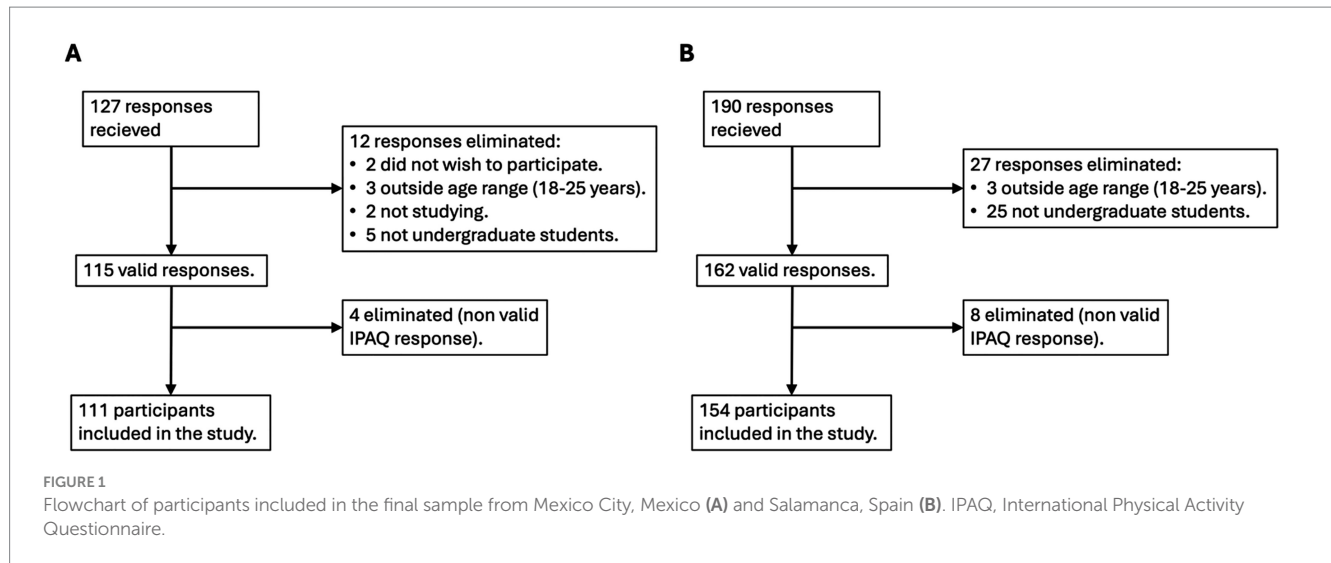 A
127 responses
recieved
12 responses eliminated:
• 2 did not wish to participate.
• 3 outside age range (18-25 years).
• 2 not studying.
• 5 not undergraduate students.
115 valid responses.
4 eliminated (non valid
IPAQ response).
111 participants
included in the study.
B
190 responses
recieved
27 responses eliminated:
• 3 outside age range (18-25 years).
• 25 not undergraduate students.
162 valid responses.
8 eliminated (non valid
IPAQ response).
154 participants
included in the study.
FIGURE 1
Flowchart of participants included in the final sample from Mexico City, Mexico (A) and Salamanca, Spain (B). IPAQ, International Physical Activity
Questionnaire.